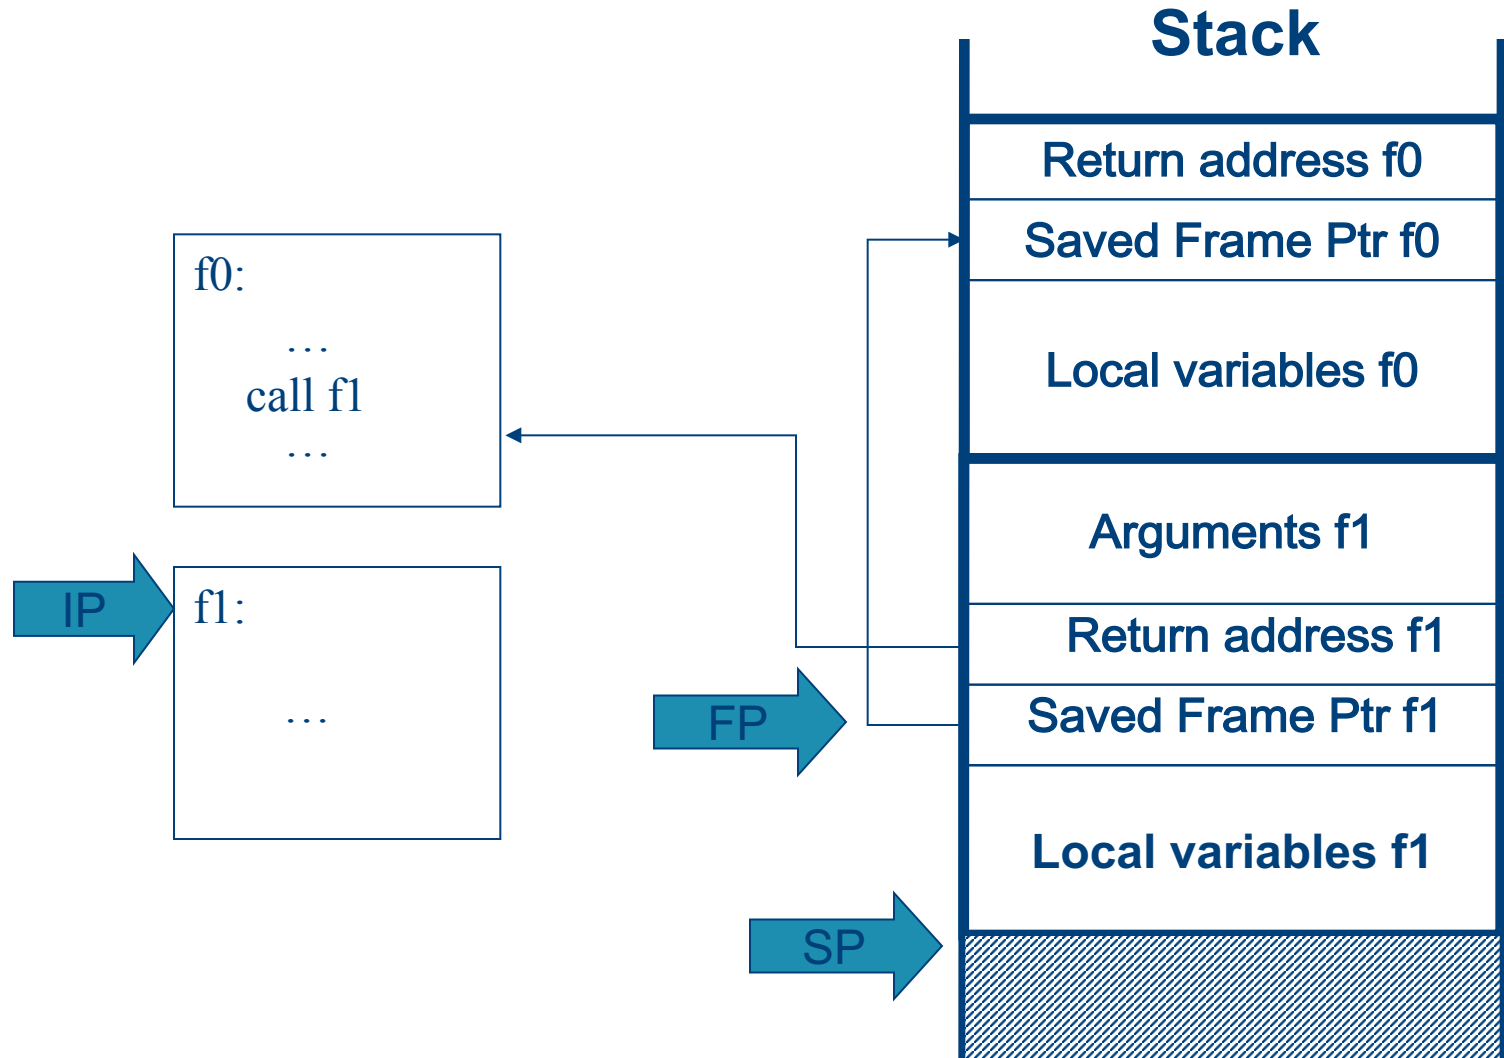 Stack
Return address f0
Saved Frame Ptr f0
Local variables f0
Arguments f1
Return address f1
Saved Frame Ptr f1
Local variables f1
f0:
…
call f1
…
IP
f1:
…
FP
SP